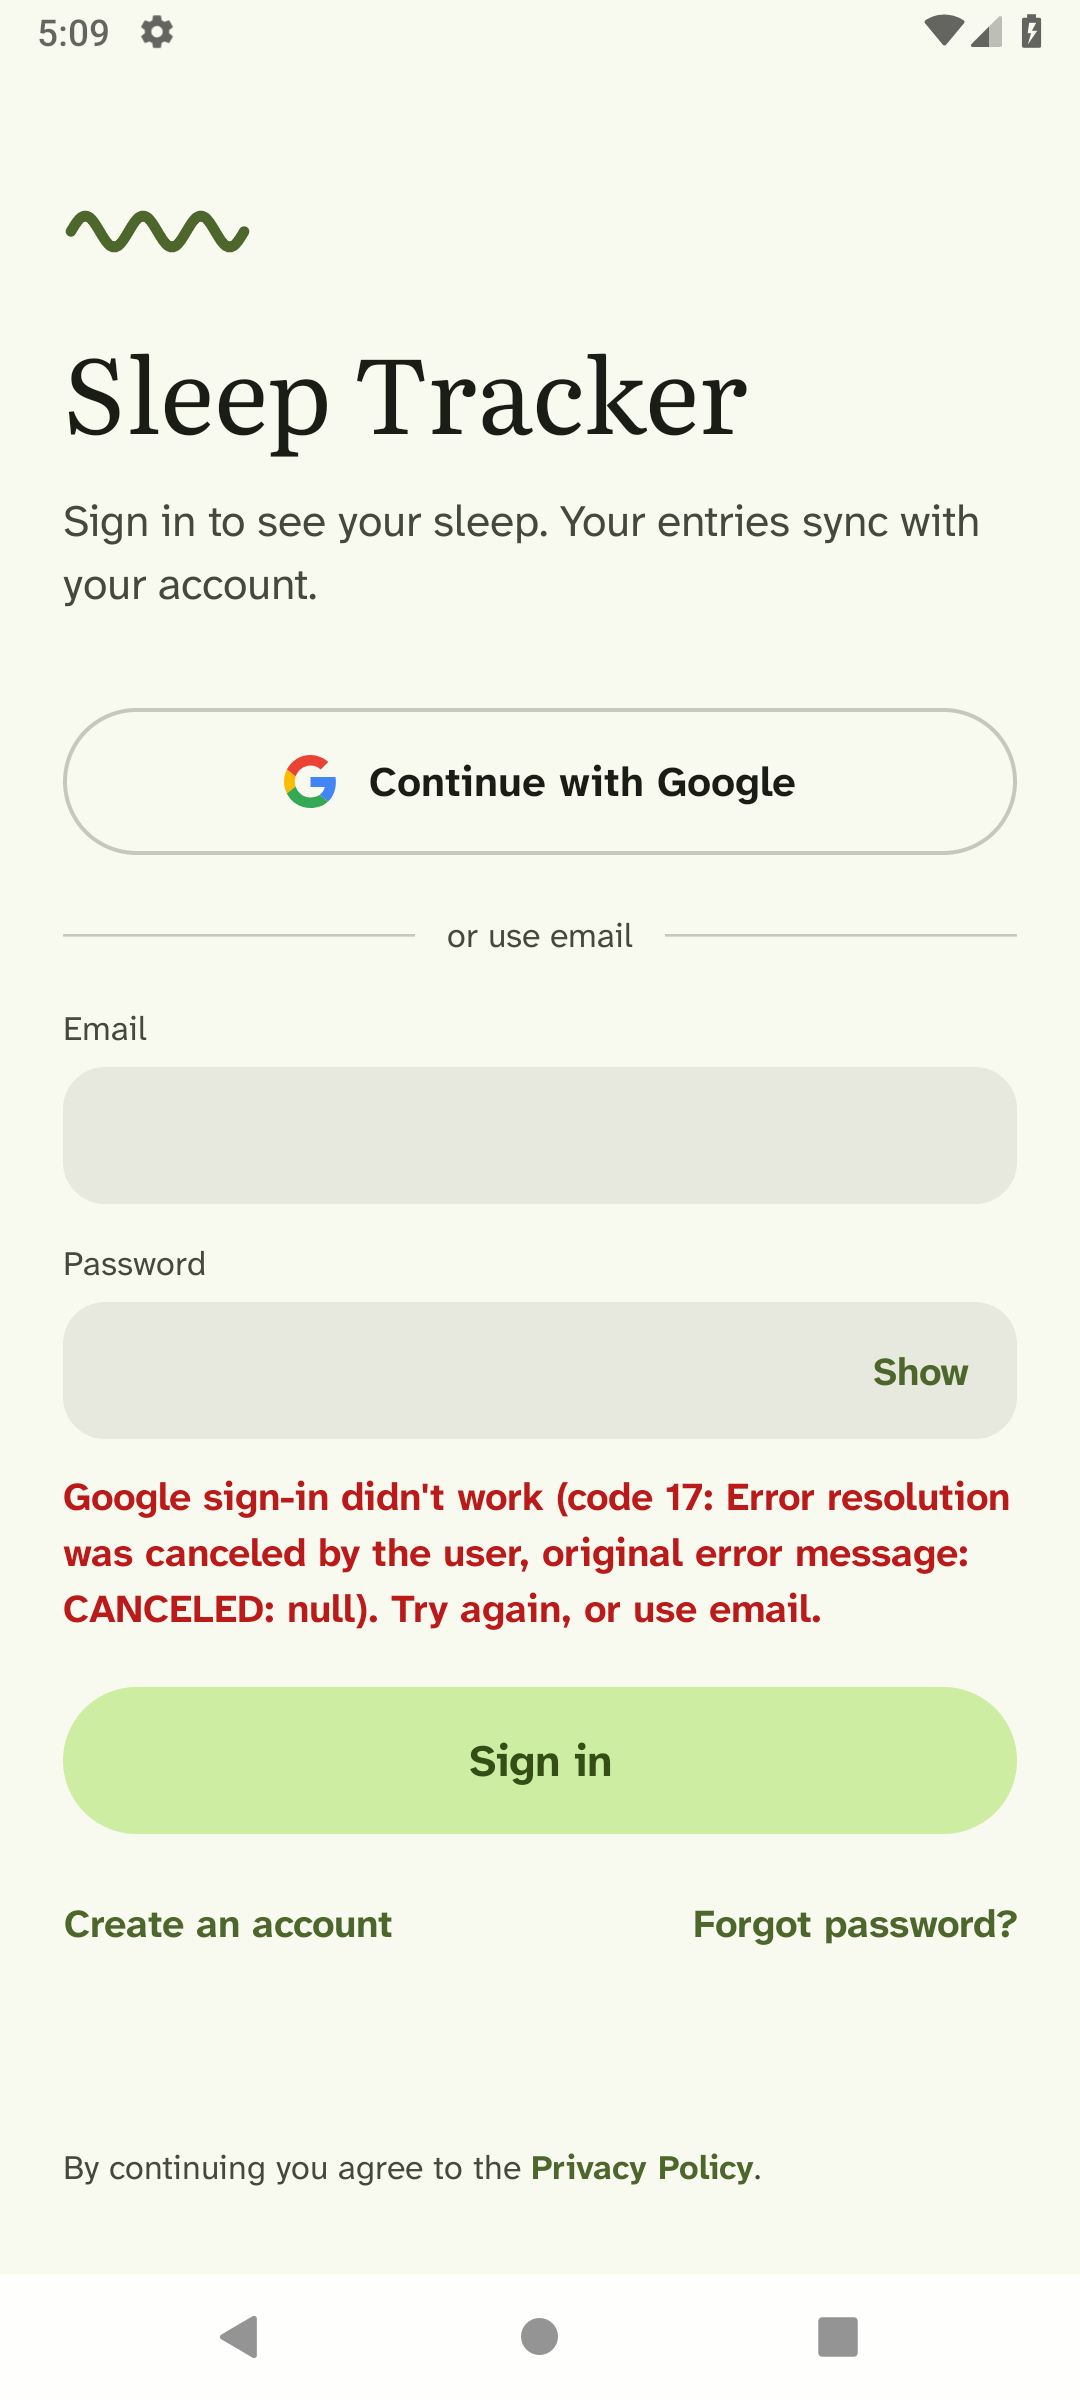 5:09
Sleep Tracker
Sign in to see your sleep. Your entries sync with
your account.
Continue with Google
or use email
Email
Password
Show
Google sign-in didn't work (code 17: Error resolution
was canceled by the user, original error message:
CANCELED: null). Try again, or use email.
Sign in
Create an account
Forgot password?
By continuing you agree to the Privacy Policy.